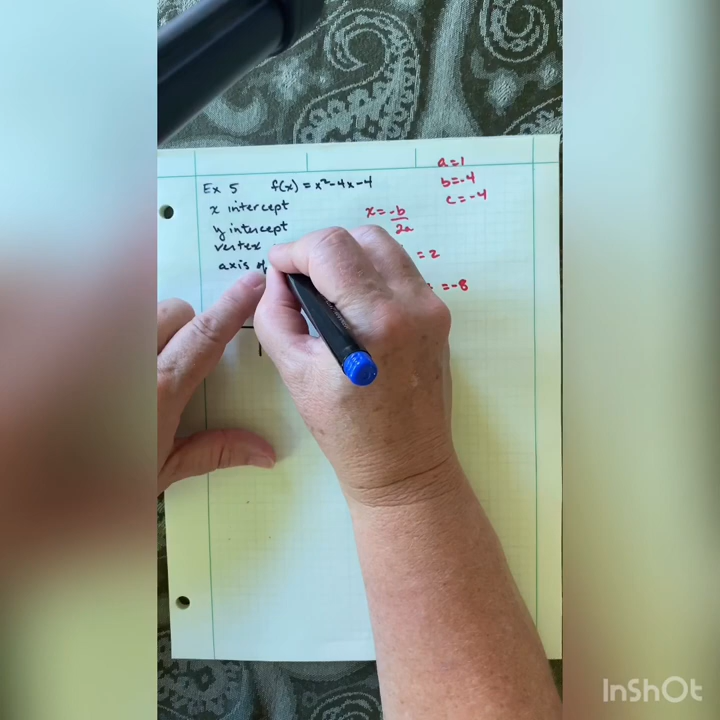 Ex 5 f(x) = x²-4x-4
x intercept
y intercept
vertex
axis of
a=1
b=-4
c=-4
x=-b/2a
=2
=-8
InShOt